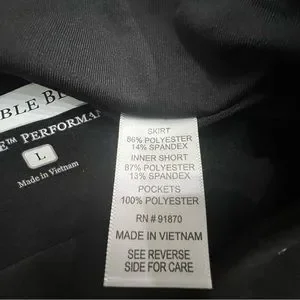 BLE BE
E™ PERFORMA
L
Made in Vietnam
SKIRT
86% POLYESTER
14% SPANDEX
INNER SHORT
87% POLYESTER
13% SPANDEX
POCKETS
100% POLYESTER
RN # 91870
MADE IN VIETNAM
SEE REVERSE
SIDE FOR CARE